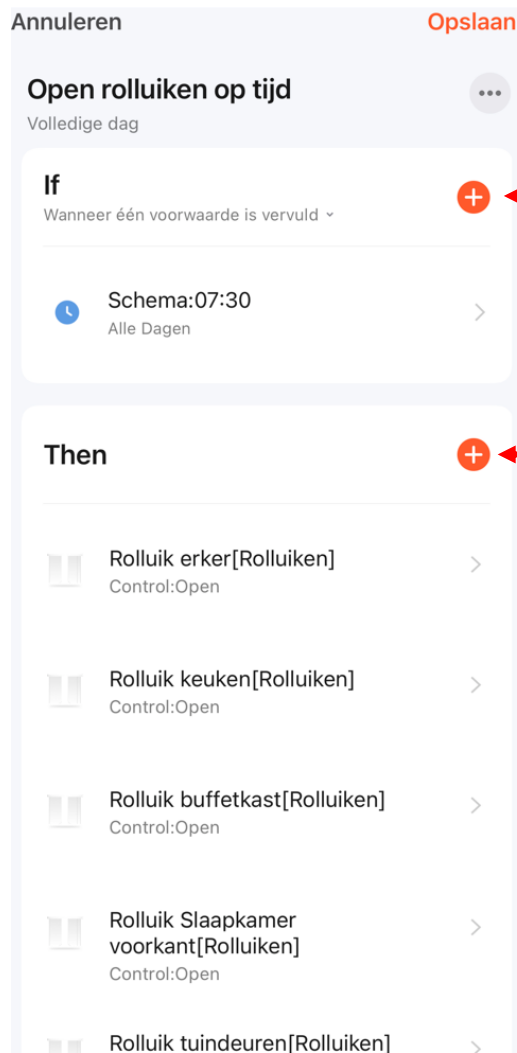 Annuleren Opslaan
Open rolluiken op tijd
Volledige dag
If
Wanneer één voorwaarde is vervuld
Schema:07:30
Alle Dagen
Then
Rolluik erker[Rolluiken]
Control:Open
Rolluik keuken[Rolluiken]
Control:Open
Rolluik buffetkast[Rolluiken]
Control:Open
Rolluik Slaapkamer
voorkant[Rolluiken]
Control:Open
Rolluik tuindeuren[Rolluiken]